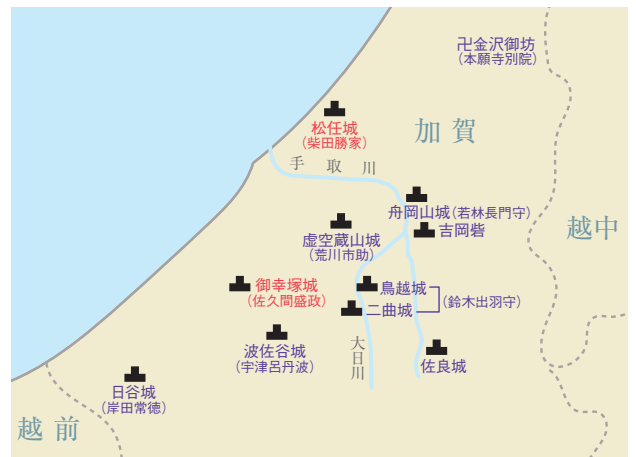 卍金沢御坊
（本願寺別院）
松任城
（柴田勝家）
加賀
手取川
舟岡山城（若林長門守）
吉岡砦
越中
虚空蔵山城
（荒川市助）
御幸塚城
（佐久間盛政）
鳥越城
二曲城
（鈴木出羽守）
波佐谷城
（宇津呂丹波）
大日川
佐良城
日谷城
（岸田常徳）
越前